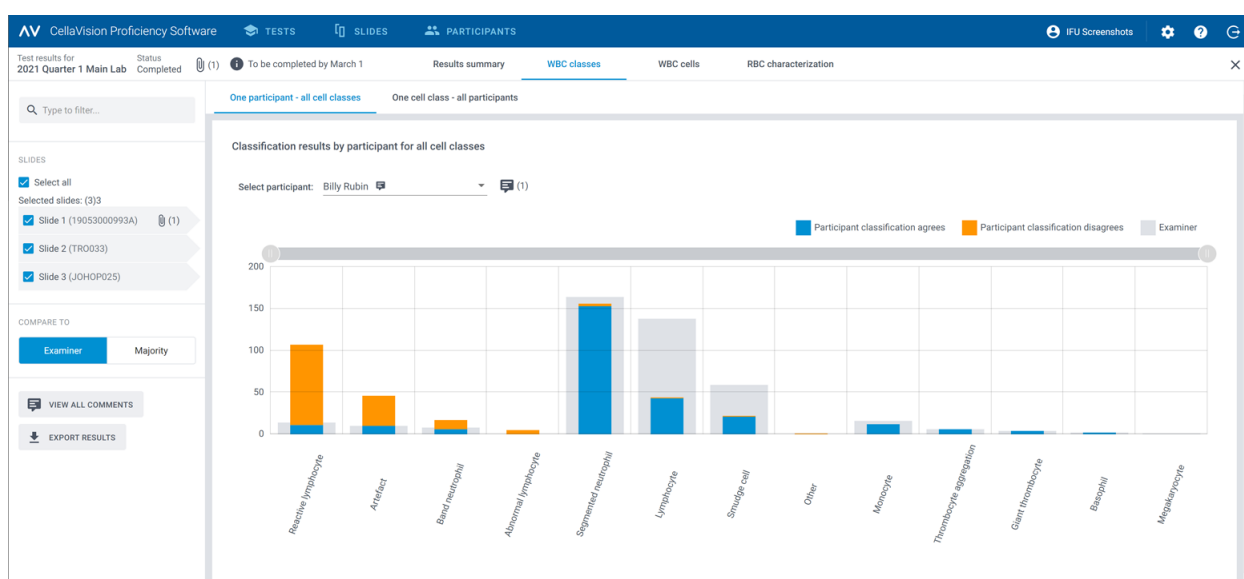 CellaVision Proficiency Software
TESTS
SLIDES
PARTICIPANTS
IFU Screenshots
Test results for
2021 Quarter 1 Main Lab
Status
Completed
(1)
To be completed by March 1
Results summary
WBC classes
WBC cells
RBC characterization
Type to filter...
One participant - all cell classes
One cell class - all participants
SLIDES
Select all
Selected slides: (3)3
Slide 1 (19053000993A)
(1)
Slide 2 (TRO033)
Slide 3 (JOHOP025)
COMPARE TO
Examiner
Majority
VIEW ALL COMMENTS
EXPORT RESULTS
Classification results by participant for all cell classes
Select participant:
Billy Rubin
(1)
Participant classification agrees
Participant classification disagrees
Examiner
200
150
100
50
0
Reactive lymphocyte
Artefact
Band neutrophil
Abnormal lymphocyte
Segmented neutrophil
Lymphocyte
Smudge cell
Other
Monocyte
Thrombocyte aggregation
Giant thrombocyte
Basophil
Megakaryocyte